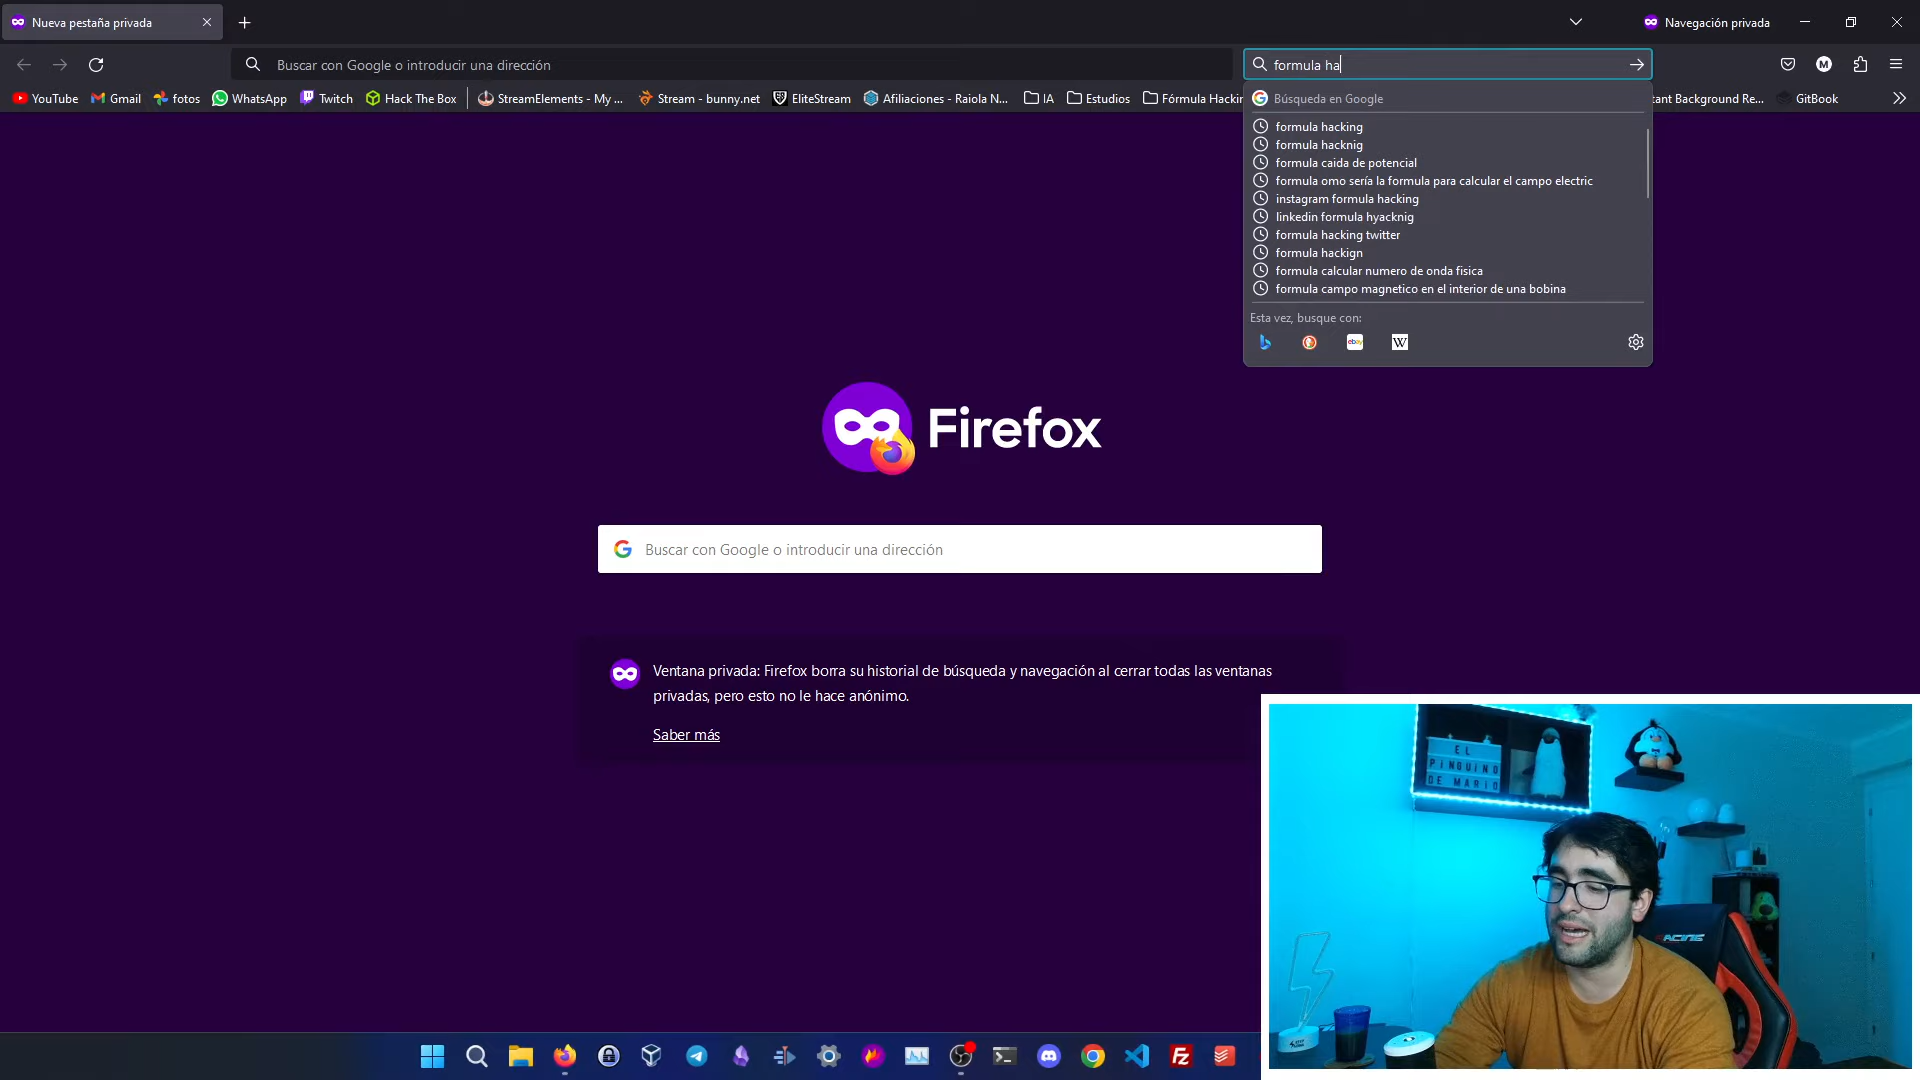 Nueva pestaña privada
Navegación privada
Buscar con Google o introducir una dirección
formula ha
YouTube
Gmail
fotos
WhatsApp
Twitch
Hack The Box
StreamElements - My ...
Stream - bunny.net
EliteStream
Afiliaciones - Raiola N...
IA
Estudios
Fórmula Hackin
tant Background Re...
GitBook
Búsqueda en Google
formula hacking
formula hacknig
formula caida de potencial
formula omo sería la formula para calcular el campo electric
instagram formula hacking
linkedin formula hyacknig
formula hacking twitter
formula hackign
formula calcular numero de onda fisica
formula campo magnetico en el interior de una bobina
Esta vez, busque con:
ebay
W
Firefox
Buscar con Google o introducir una dirección
Ventana privada: Firefox borra su historial de búsqueda y navegación al cerrar todas las ventanas
privadas, pero esto no le hace anónimo.
Saber más
EL
PINGUINO
DE MARIO
RACING